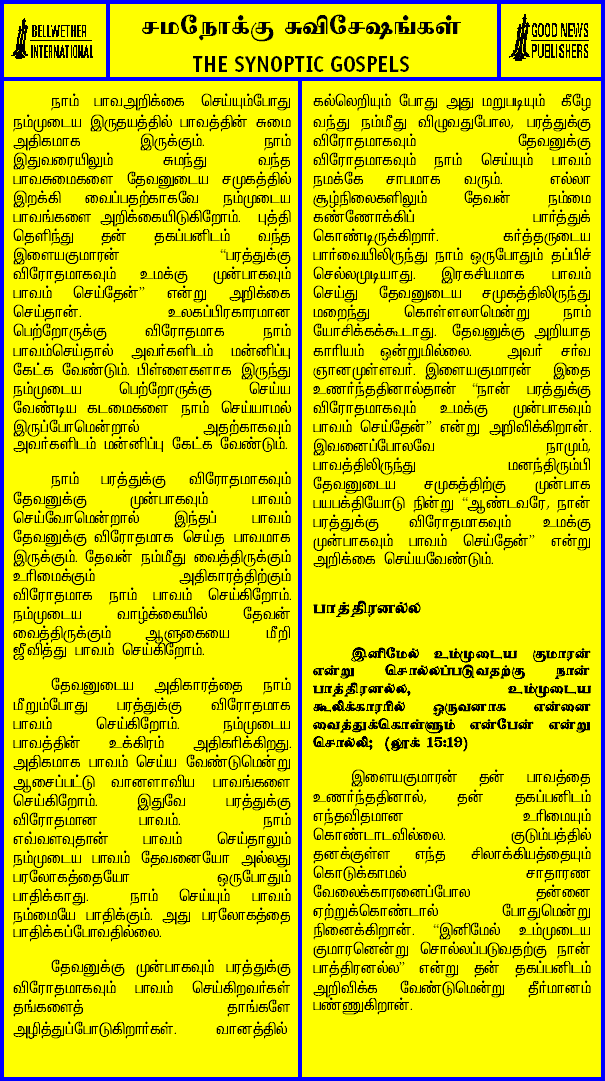 BELLWETHER
INTERNATIONAL
சமநோக்கு சுவிசேஷங்கள்
THE SYNOPTIC GOSPELS
GOOD NEWS
PUBLISHERS
நாம் பாவஅறிக்கை செய்யும்போது
நம்முடைய இருதயத்தில் பாவத்தின் சுமை
அதிகமாக இருக்கும். நாம்
இதுவரையிலும் சுமந்து வந்த
பாவசுமைகளை தேவனுடைய சமுகத்தில்
இறக்கி வைப்பதற்காகவே நம்முடைய
பாவங்களை அறிக்கையிடுகிறோம். புத்தி
தெளிந்து தன் தகப்பனிடம் வந்த
இளையகுமாரன் “பரத்துக்கு
விரோதமாகவும் உமக்கு முன்பாகவும்
பாவம் செய்தேன்” என்று அறிக்கை
செய்தான். உலகப்பிரகாரமான
பெற்றோருக்கு விரோதமாக நாம்
பாவம்செய்தால் அவர்களிடம் மன்னிப்பு
கேட்க வேண்டும். பிள்ளைகளாக இருந்து
நம்முடைய பெற்றோருக்கு செய்ய
வேண்டிய கடமைகளை நாம் செய்யாமல்
இருப்போமென்றால் அதற்காகவும்
அவர்களிடம் மன்னிப்பு கேட்க வேண்டும்.
நாம் பரத்துக்கு விரோதமாகவும்
தேவனுக்கு முன்பாகவும் பாவம்
செய்வோமென்றால் இந்தப் பாவம்
தேவனுக்கு விரோதமாக செய்த பாவமாக
இருக்கும். தேவன் நம்மீது வைத்திருக்கும்
உரிமைக்கும் அதிகாரத்திற்கும்
விரோதமாக நாம் பாவம் செய்கிறோம்.
நம்முடைய வாழ்க்கையில் தேவன்
வைத்திருக்கும் ஆளுகையை மீறி
ஜீவித்து பாவம் செய்கிறோம்.
தேவனுடைய அதிகாரத்தை நாம்
மீறும்போது பரத்துக்கு விரோதமாக
பாவம் செய்கிறோம். நம்முடைய
பாவத்தின் உக்கிரம் அதிகரிக்கிறது.
அதிகமாக பாவம் செய்ய வேண்டுமென்று
ஆசைப்பட்டு வானளாவிய பாவங்களை
செய்கிறோம். இதுவே பரத்துக்கு
விரோதமான பாவம். நாம்
எவ்வளவுதான் பாவம் செய்தாலும்
நம்முடைய பாவம் தேவனையோ அல்லது
பரலோகத்தையோ ஒருபோதும்
பாதிக்காது. நாம் செய்யும் பாவம்
நம்மையே பாதிக்கும். அது பரலோகத்தை
பாதிக்கப்போவதில்லை.
தேவனுக்கு முன்பாகவும் பரத்துக்கு
விரோதமாகவும் பாவம் செய்கிறவர்கள்
தங்களைத் தாங்களே
அழித்துப்போடுகிறார்கள். வானத்தில்
கல்லெறியும் போது அது மறுபடியும் கீழே
வந்து நம்மீது விழுவதுபோல, பரத்துக்கு
விரோதமாகவும் தேவனுக்கு
விரோதமாகவும் நாம் செய்யும் பாவம்
நமக்கே சாபமாக வரும். எல்லா
சூழ்நிலைகளிலும் தேவன் நம்மை
கண்ணோக்கிப் பார்த்துக்
கொண்டிருக்கிறார். கர்த்தருடைய
பார்வையிலிருந்து நாம் ஒருபோதும் தப்பிச்
செல்லமுடியாது. இரகசியமாக பாவம்
செய்து தேவனுடைய சமுகத்திலிருந்து
மறைந்து கொள்ளலாமென்று நாம்
யோசிக்கக்கூடாது. தேவனுக்கு அறியாத
காரியம் ஒன்றுமில்லை. அவர் சர்வ
ஞானமுள்ளவர். இளையகுமாரன் இதை
உணர்ந்ததினால்தான் “நான் பரத்துக்கு
விரோதமாகவும் உமக்கு முன்பாகவும்
பாவம் செய்தேன்” என்று அறிவிக்கிறான்.
இவனைப்போலவே நாமும்,
பாவத்திலிருந்து மனந்திரும்பி
தேவனுடைய சமுகத்திற்கு முன்பாக
பயபக்தியோடு நின்று “ஆண்டவரே, நான்
பரத்துக்கு விரோதமாகவும் உமக்கு
முன்பாகவும் பாவம் செய்தேன்” என்று
அறிக்கை செய்யவேண்டும்.
பாத்திரனல்ல
இனிமேல் உம்முடைய குமாரன்
என்று சொல்லப்படுவதற்கு நான்
பாத்திரனல்ல, உம்முடைய
கூலிக்காரரில் ஒருவனாக என்னை
வைத்துக்கொள்ளும் என்பேன் என்று
சொல்லி; (லூக் 15:19)
இளையகுமாரன் தன் பாவத்தை
உணர்ந்ததினால், தன் தகப்பனிடம்
எந்தவிதமான உரிமையும்
கொண்டாடவில்லை. குடும்பத்தில்
தனக்குள்ள எந்த சிலாக்கியத்தையும்
கொடுக்காமல் சாதாரண
வேலைக்காரனைப்போல தன்னை
ஏற்றுக்கொண்டால் போதுமென்று
நினைக்கிறான். “இனிமேல் உம்முடைய
குமாரனென்று சொல்லப்படுவதற்கு நான்
பாத்திரனல்ல” என்று தன் தகப்பனிடம்
அறிவிக்க வேண்டுமென்று தீர்மானம்
பண்ணுகிறான்.